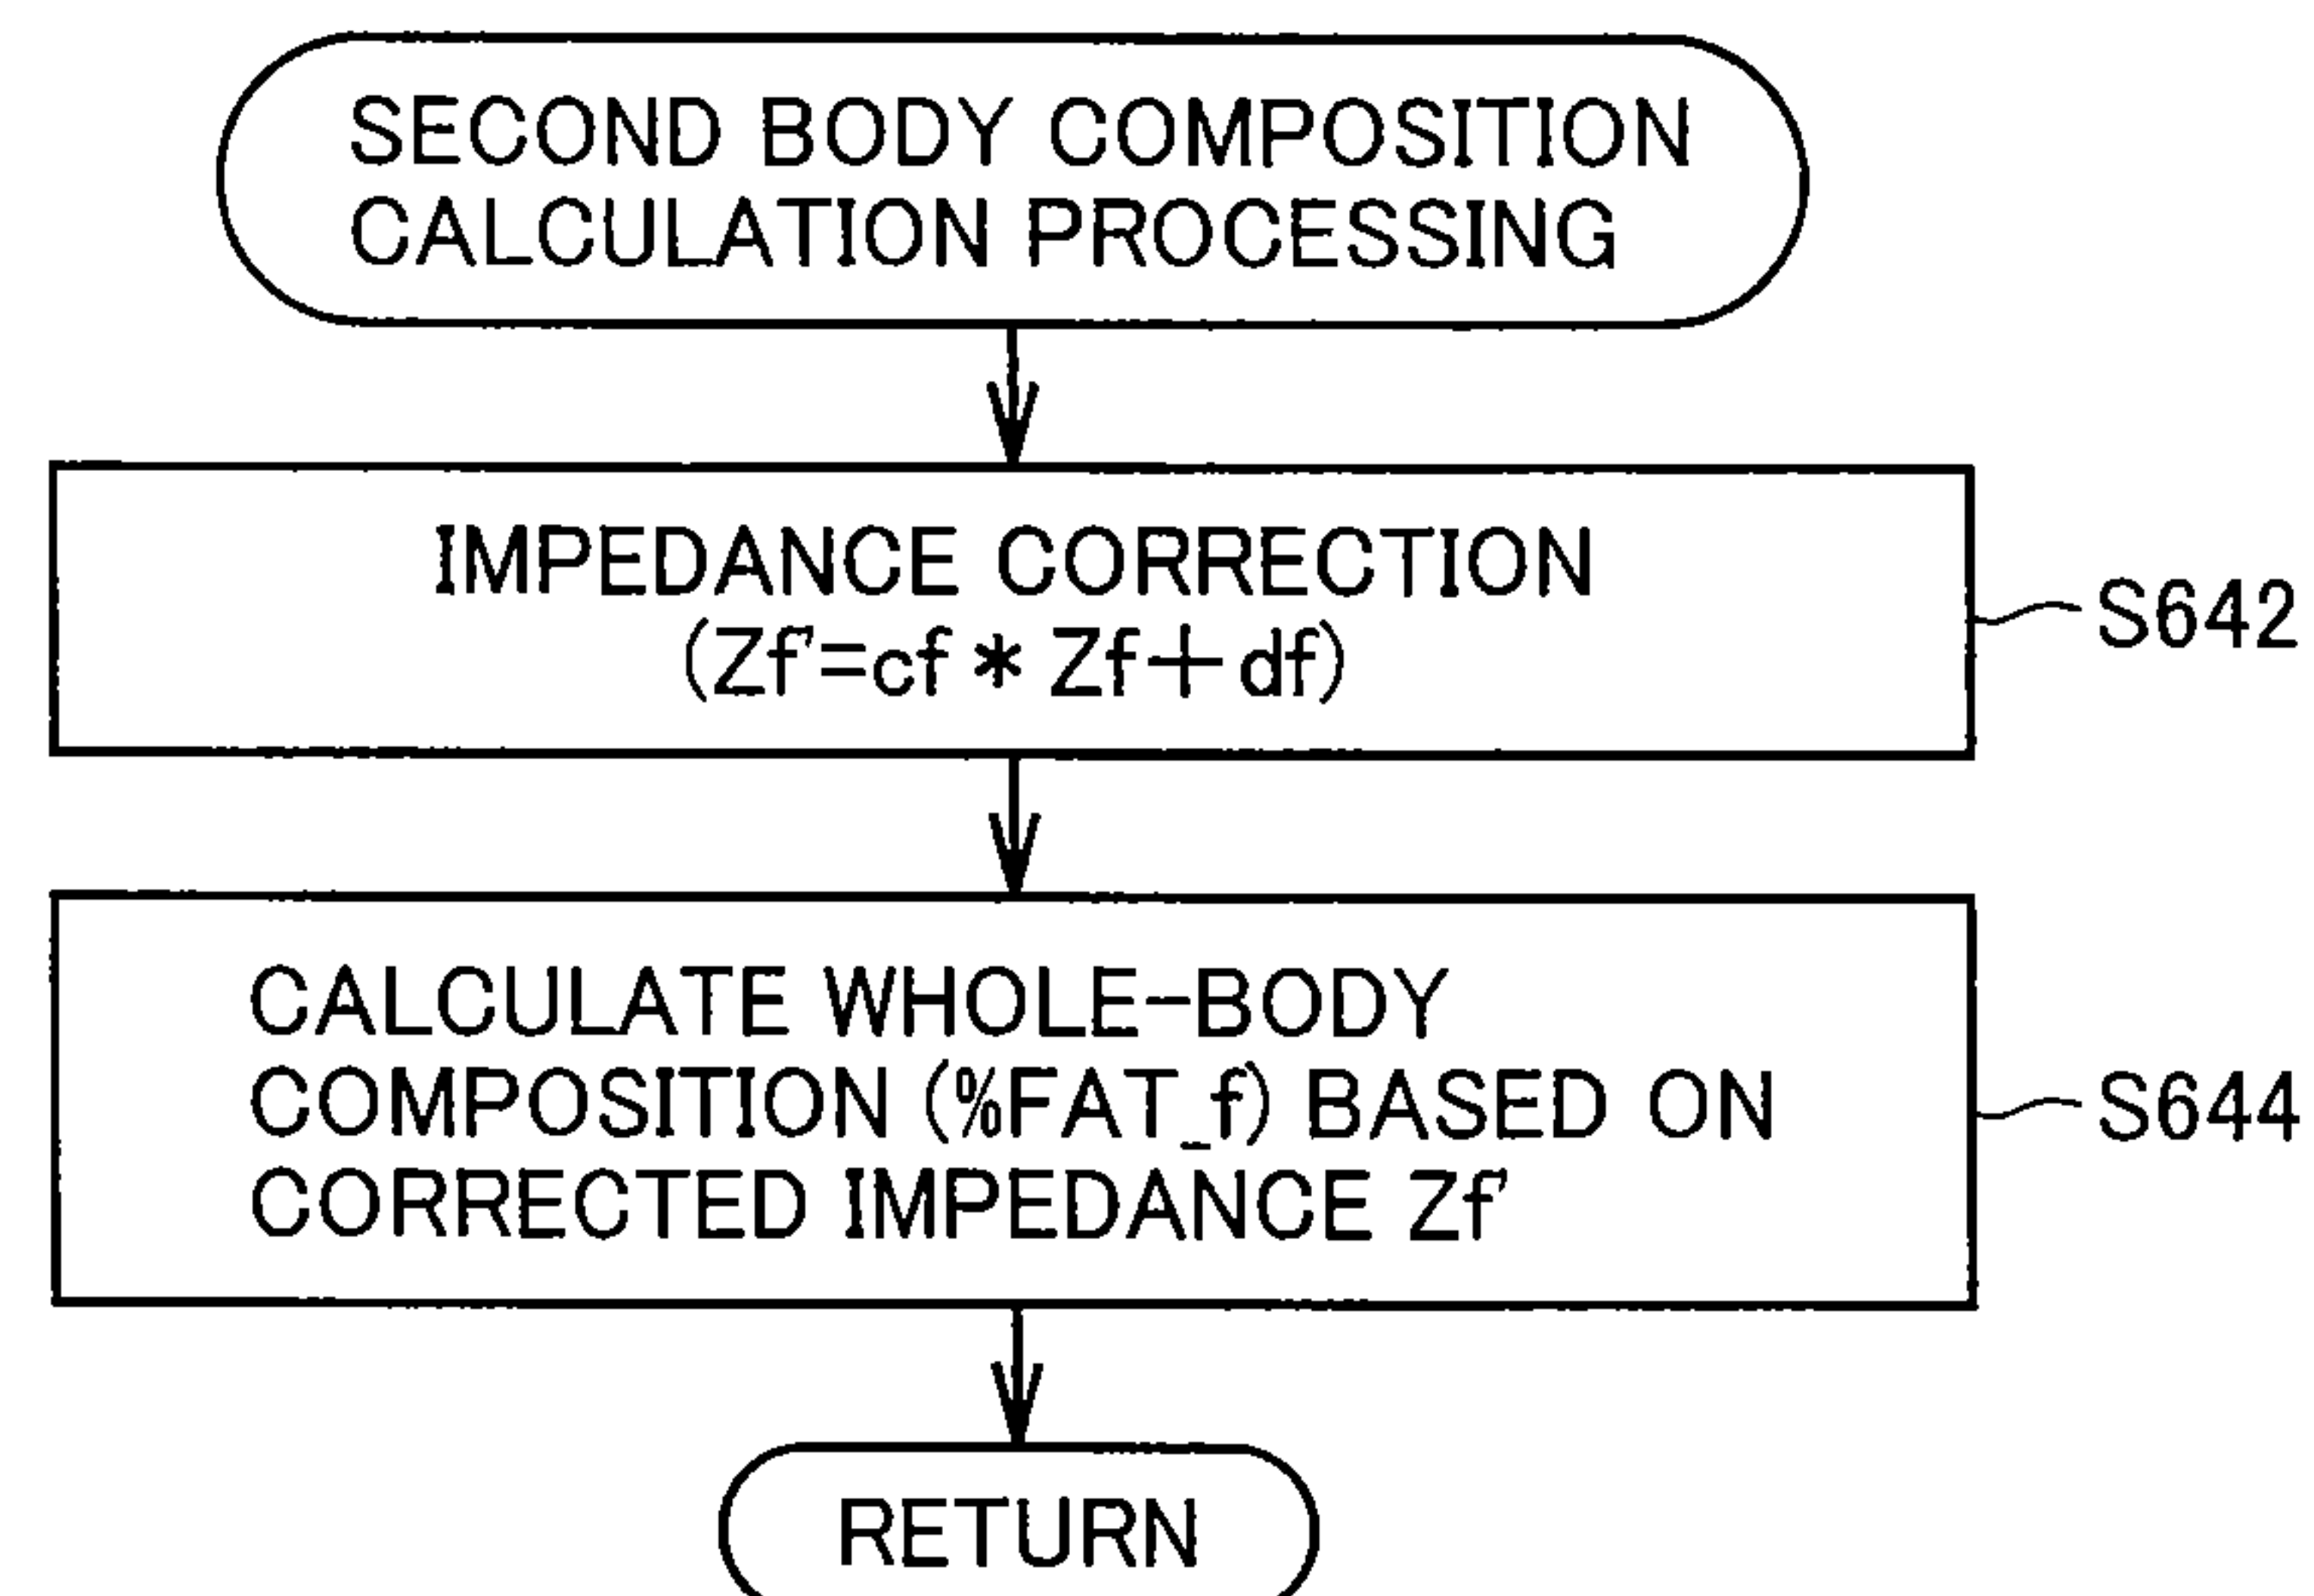 SECOND BODY COMPOSITION
CALCULATION PROCESSING
IMPEDANCE CORRECTION
(Zf'=cf * Zf+df)
S642
CALCULATE WHOLE-BODY
COMPOSITION (%FAT_f) BASED ON
CORRECTED IMPEDANCE Zf'
S644
RETURN